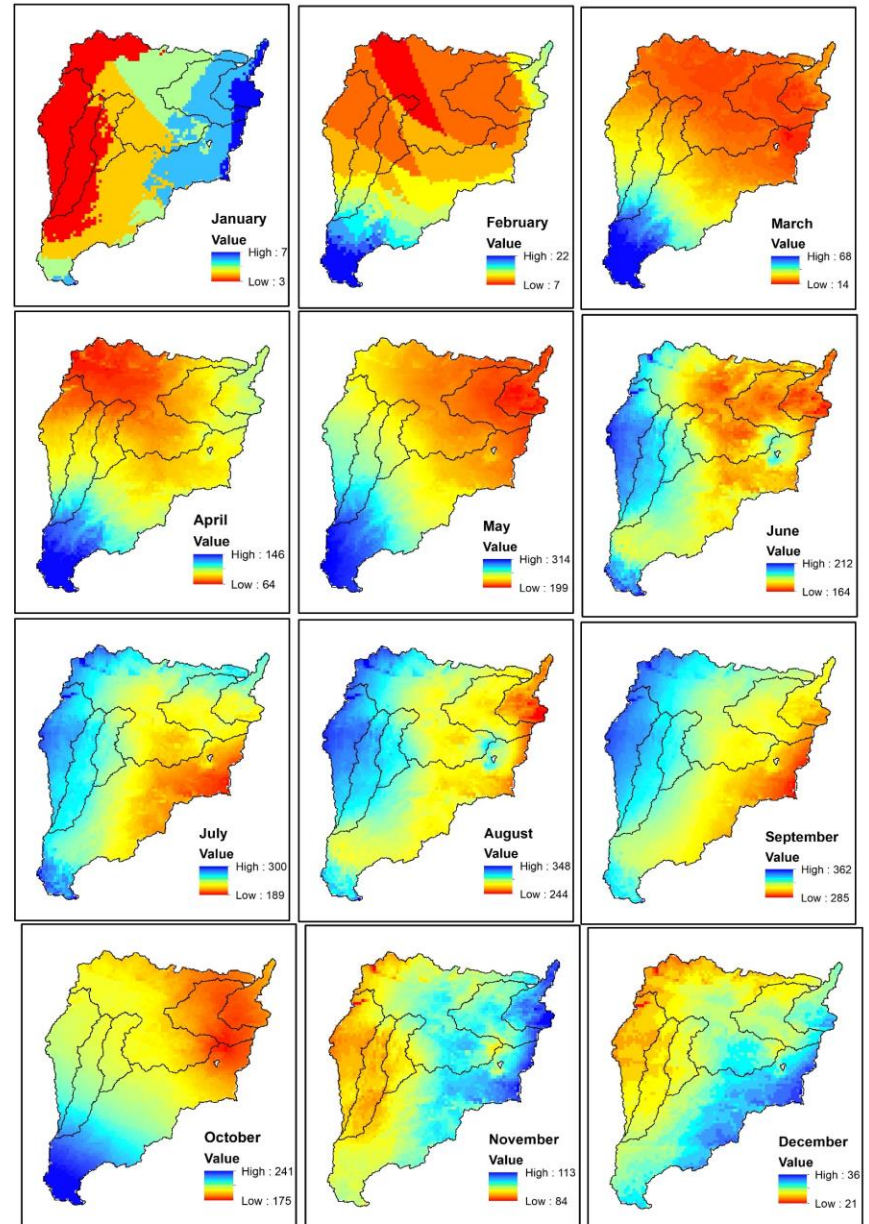 January
Value
High : 7
Low : 3
February
Value
High : 22
Low : 7
March
Value
High : 68
Low : 14
April
Value
High : 146
Low : 64
May
Value
High : 314
Low : 199
June
Value
High : 212
Low : 164
July
Value
High : 300
Low : 189
August
Value
High : 348
Low : 244
September
Value
High : 362
Low : 285
October
Value
High : 241
Low : 175
November
Value
High : 113
Low : 84
December
Value
High : 36
Low : 21